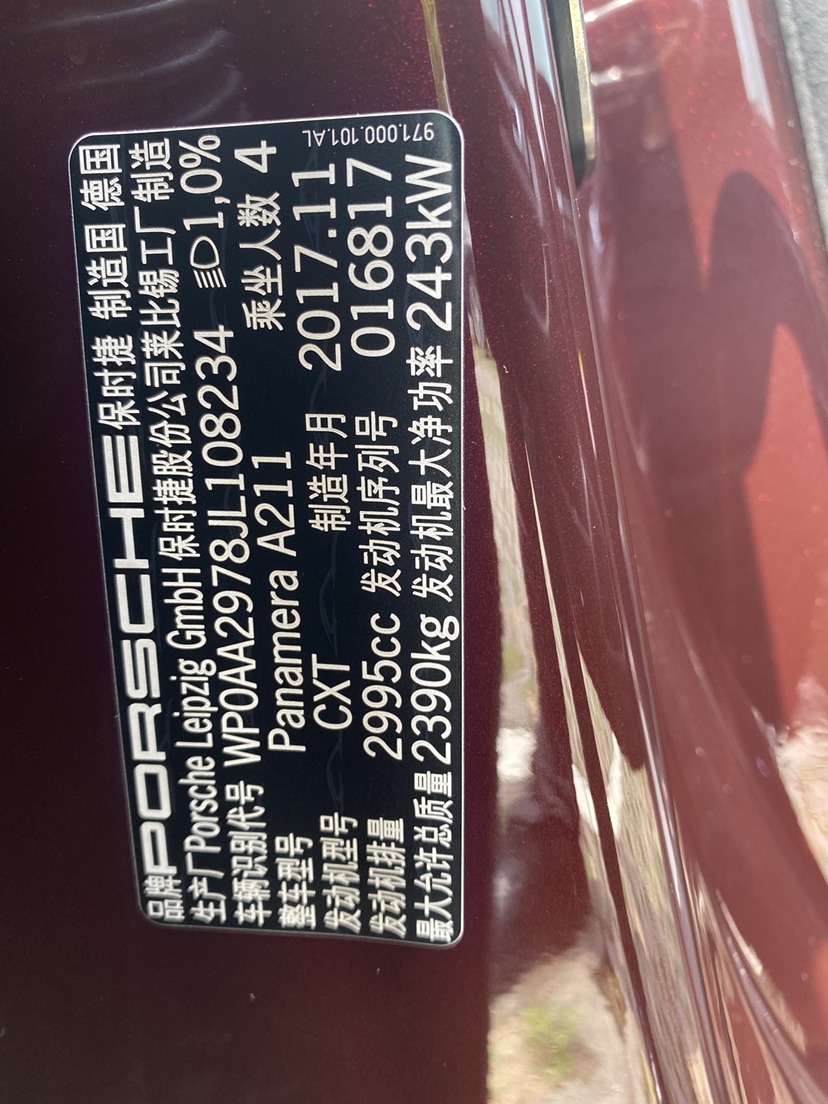 971.000.101.AL
品牌 PORSCHE 保时捷 制造国 德国
生产厂 Porsche Leipzig GmbH 保时捷股份公司莱比锡工厂制造
车辆识别代号 WP0AA2978JL108234 1,0%
整车型号 Panamera A211 乘坐人数 4
发动机型号 CXT 制造年月 2017.11
发动机排量 2995cc 发动机序列号 016817
最大允许总质量 2390kg 发动机最大净功率 243kW